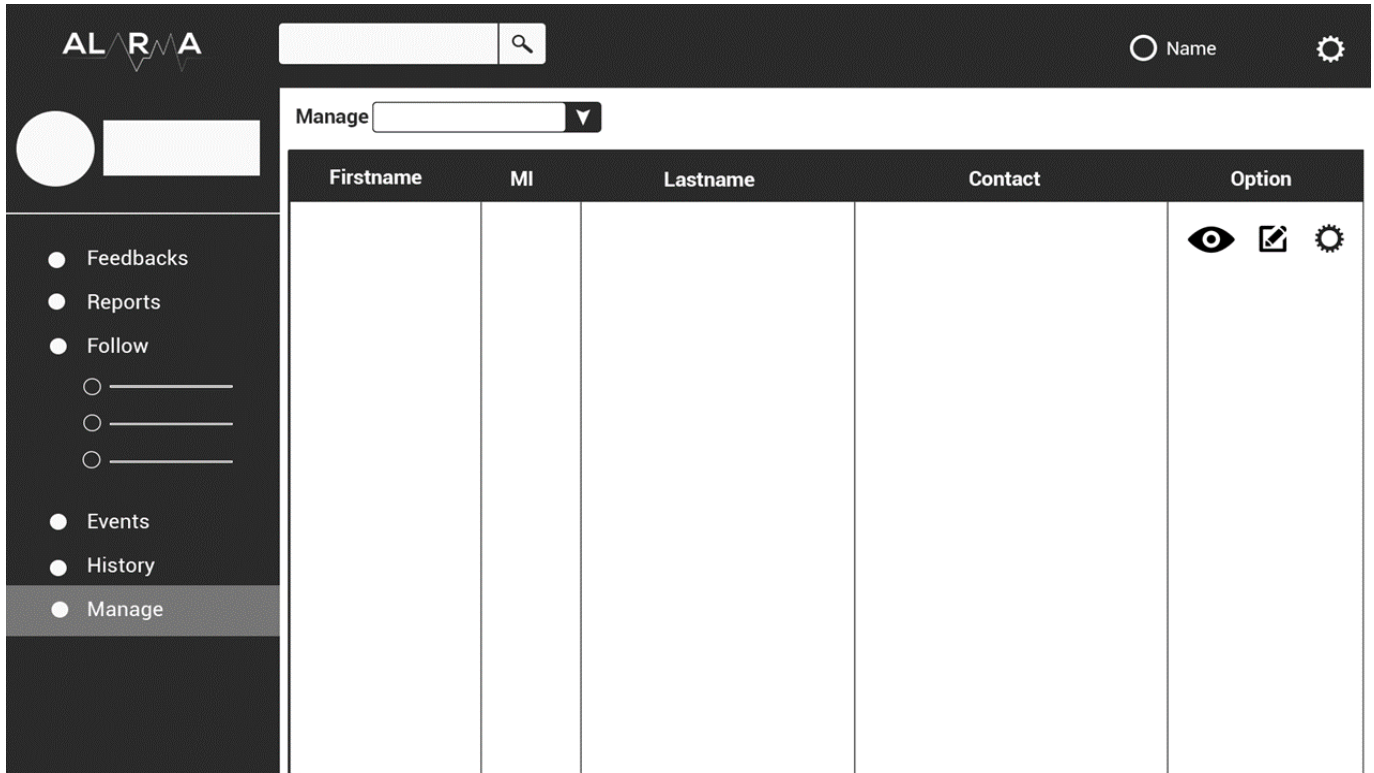 ALARMA
Name
Manage
Firstname MI Lastname Contact Option
Feedbacks
Reports
Follow
Events
History
Manage